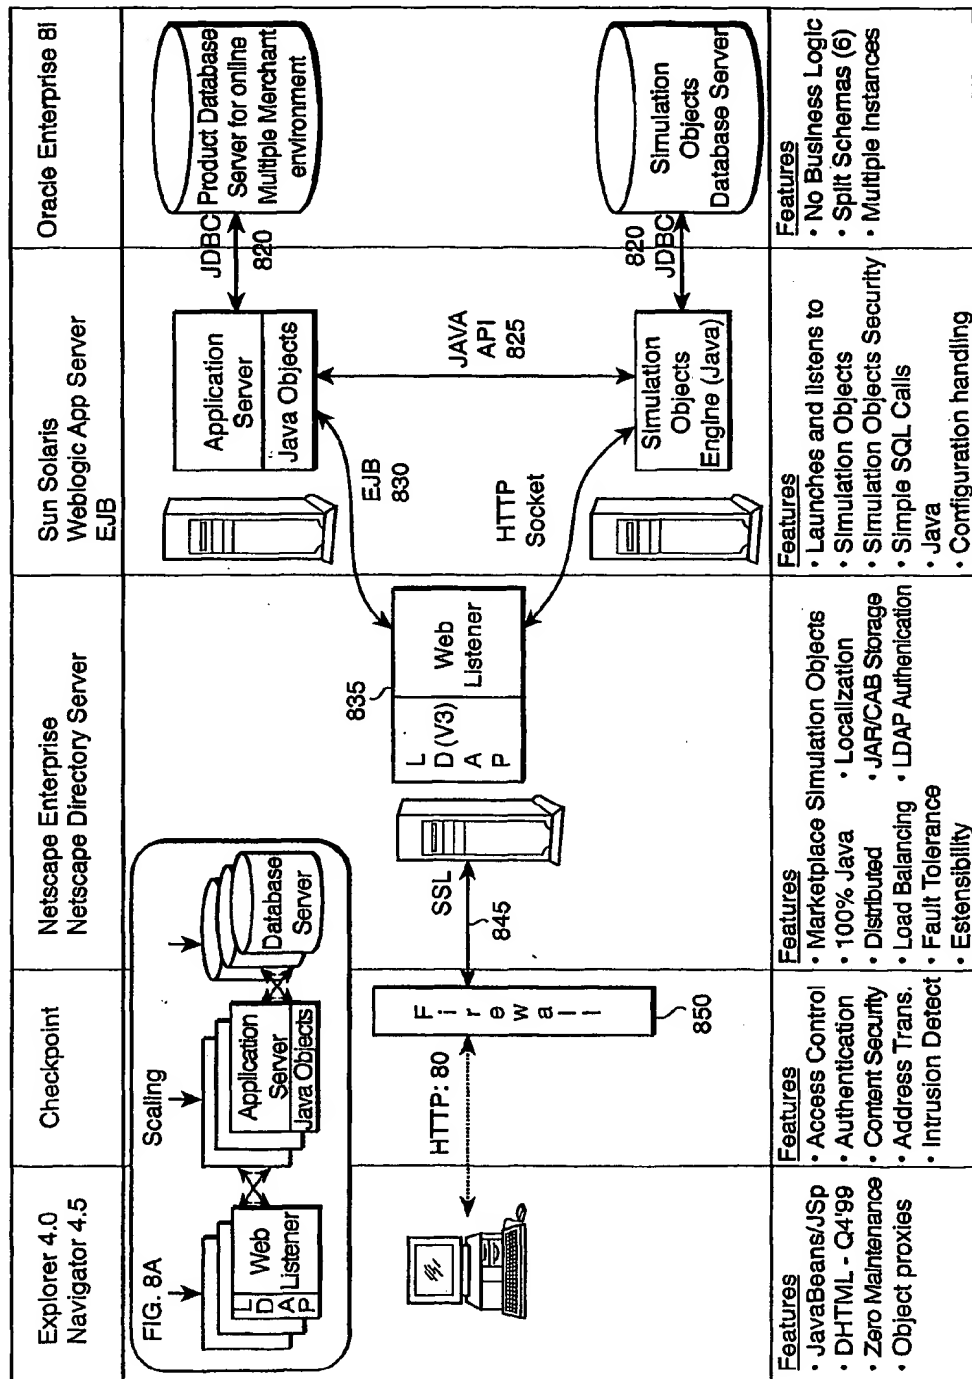 Explorer 4.0
Navigator 4.5
Checkpoint
Netscape Enterprise
Netscape Directory Server
Sun Solaris
Weblogic App Server
EJB
Oracle Enterprise 8i
FIG. 8A
Scaling
L
D
A
P
Web
Listener
Application
Server
Java Objects
Database
Server
HTTP: 80
F
i
r
e
w
a
l
l
850
SSL
845
L
D (V3)
A
P
Web
Listener
835
EJB
830
HTTP
Socket
Application
Server
Java Objects
JAVA
API
825
Simulation
Objects
Engine (Java)
JDBC
820
820
JDBC
Product Database
Server for online
Multiple Merchant
environment
Simulation
Objects
Database Server
Features
• JavaBeans/JSp
• DHTML - Q4'99
• Zero Maintenance
• Object proxies
Features
• Access Control
• Authentication
• Content Security
• Address Trans.
• Intrusion Detect
Features
• Marketplace Simulation Objects
• 100% Java • Localization
• Distributed • JAR/CAB Storage
• Load Balancing • LDAP Authenication
• Fault Tolerance
• Estensibility
Features
• Launches and listens to
• Simulation Objects
• Simulation Objects Security
• Simple SQL Calls
• Java
• Configuration handling
Features
• No Business Logic
• Split Schemas (6)
• Multiple Instances